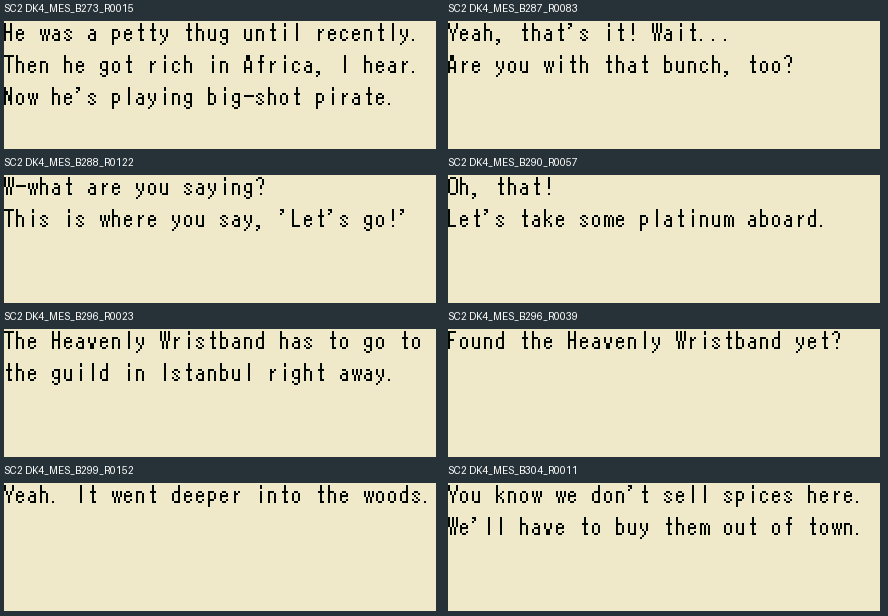 SC2 DK4_MES_B273_R0015
He was a petty thug until recently.
Then he got rich in Africa, I hear.
Now he's playing big-shot pirate.
SC2 DK4_MES_B287_R0083
Yeah, that's it! Wait...
Are you with that bunch, too?
SC2 DK4_MES_B288_R0122
W-what are you saying?
This is where you say, 'Let's go!'
SC2 DK4_MES_B290_R0057
Oh, that!
Let's take some platinum aboard.
SC2 DK4_MES_B296_R0023
The Heavenly Wristband has to go to
the guild in Istanbul right away.
SC2 DK4_MES_B296_R0039
Found the Heavenly Wristband yet?
SC2 DK4_MES_B299_R0152
Yeah. It went deeper into the woods.
SC2 DK4_MES_B304_R0011
You know we don't sell spices here.
We'll have to buy them out of town.